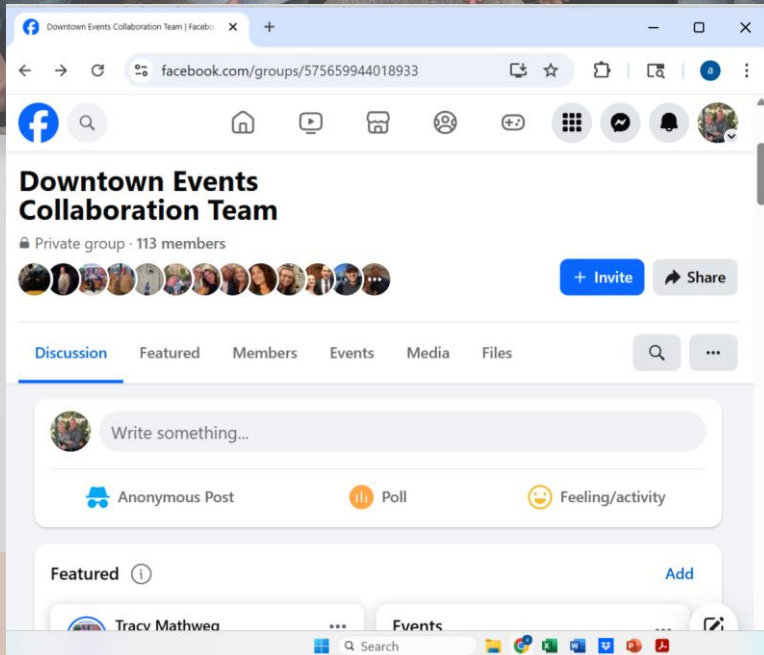 Downtown Events Collaboration Team | Facebo
facebook.com/groups/575659944018933
a
Downtown Events
Collaboration Team
Private group · 113 members
+ Invite
Share
Discussion Featured Members Events Media Files
Write something...
Anonymous Post Poll Feeling/activity
Featured Add
Tracy Mathweg Events
Search